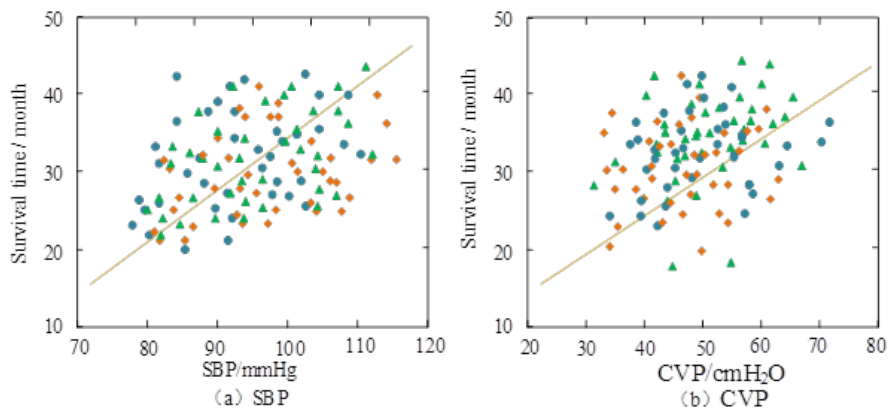 50
40
30
20
10
Survival time/ month
70 80 90 100 110 120
SBP/mmHg
(a) SBP
50
40
30
20
10
Survival time/ month
20 30 40 50 60 70 80
CVP/cmH₂O
(b) CVP